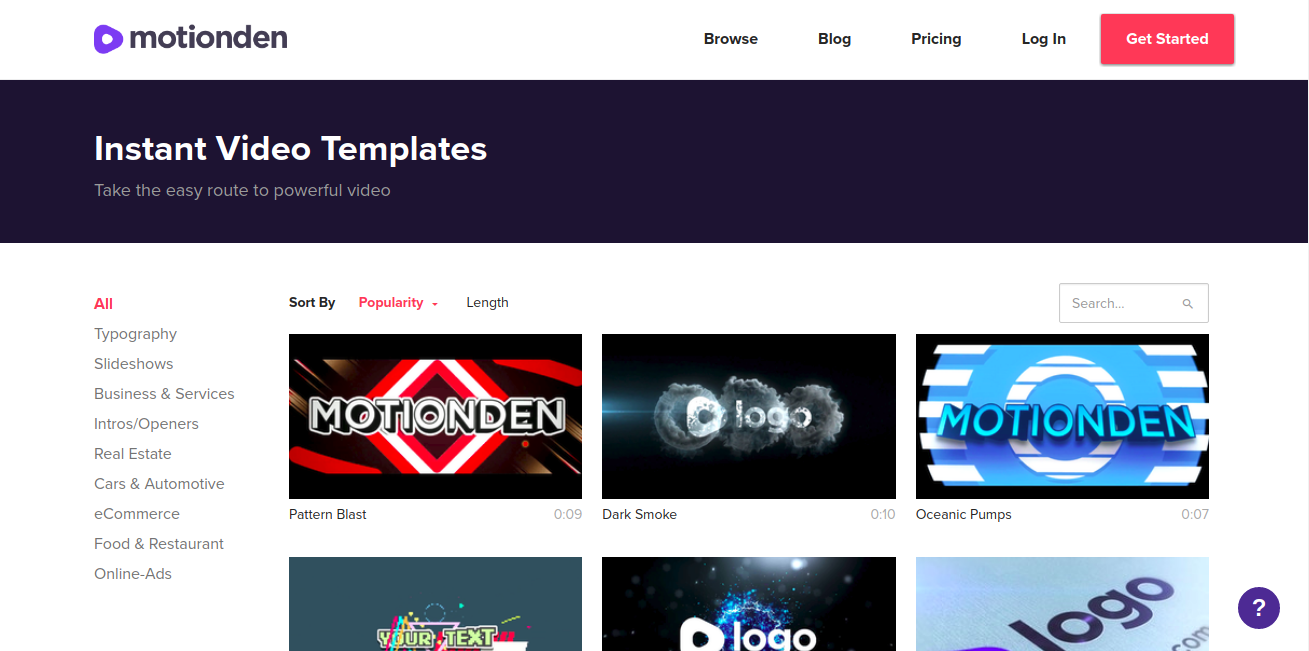 motionden
Browse Blog Pricing Log In Get Started
Instant Video Templates
Take the easy route to powerful video
All
Typography
Slideshows
Business & Services
Intros/Openers
Real Estate
Cars & Automotive
eCommerce
Food & Restaurant
Online-Ads
Sort By Popularity Length Search...
MOTIONDEN
logo
MOTIONDEN
Pattern Blast 0:09
Dark Smoke 0:10
Oceanic Pumps 0:07
YOUR TEXT
logo
logo
com
?